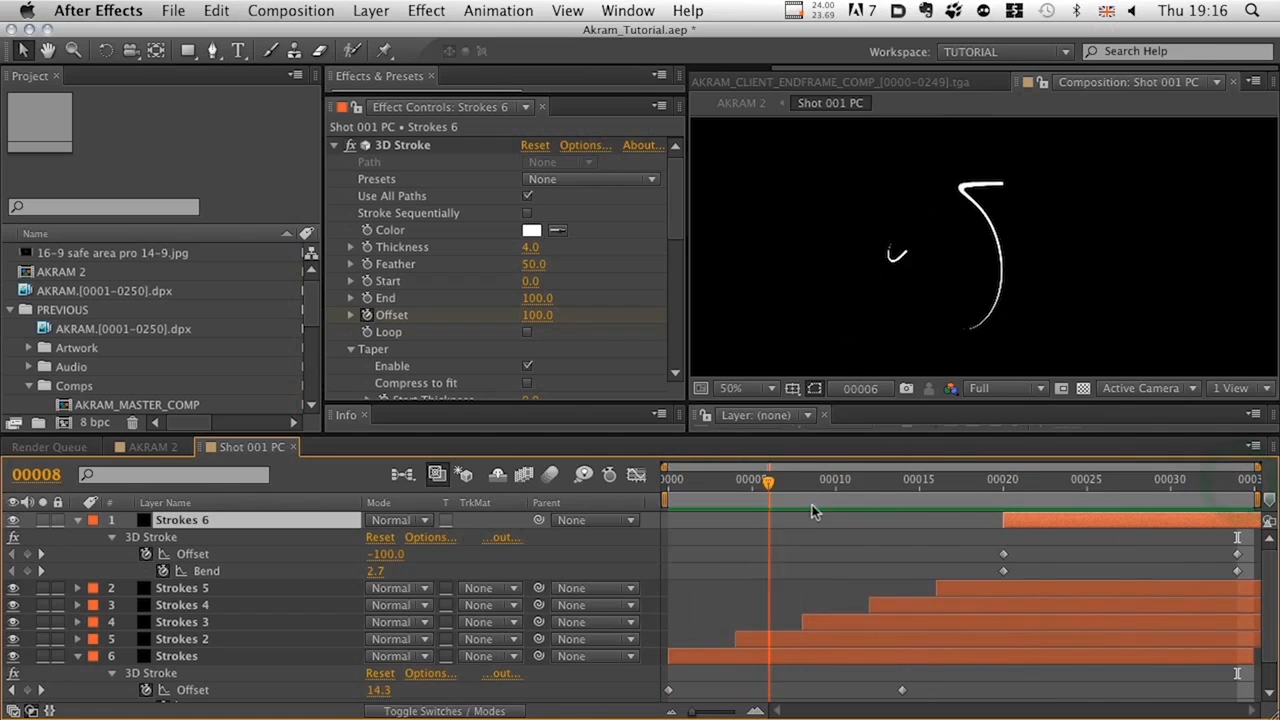 After Effects File Edit Composition Layer Effect Animation View Window Help 24.00 23.69 7 Thu 19:16
Akram_Tutorial.aep *
Workspace: TUTORIAL Search Help
Project Effects & Presets AKRAM_CLIENT_ENDFRAME_COMP_[0000-0249].tga Composition: Shot 001 PC
Effect Controls: Strokes 6 AKRAM 2 Shot 001 PC
Shot 001 PC • Strokes 6
3D Stroke Reset Options... About...
Path None
Presets None
Use All Paths
Stroke Sequentially
Color
Thickness 4.0
Feather 50.0
Start 0.0
End 100.0
Offset 100.0
Loop
Taper
Enable
Compress to fit
Name
16-9 safe area pro 14-9.jpg
AKRAM 2
AKRAM.[0001-0250].dpx
PREVIOUS
AKRAM.[0001-0250].dpx
Artwork
Audio
Comps
AKRAM_MASTER_COMP
8 bpc
Info
50% 00006 Full Active Camera 1 View
Layer: (none)
Render Queue AKRAM 2 Shot 001 PC
00008
# Layer Name Mode T TrkMat Parent
00010 00015 00020 00025 00030
1 Strokes 6 Normal None
3D Stroke Reset Options... ...out...
Offset -100.0
Bend 2.7
2 Strokes 5 Normal None None
3 Strokes 4 Normal None None
4 Strokes 3 Normal None None
5 Strokes 2 Normal None None
6 Strokes Normal None None
3D Stroke Reset Options... ...out...
Offset 14.3
Toggle Switches / Modes